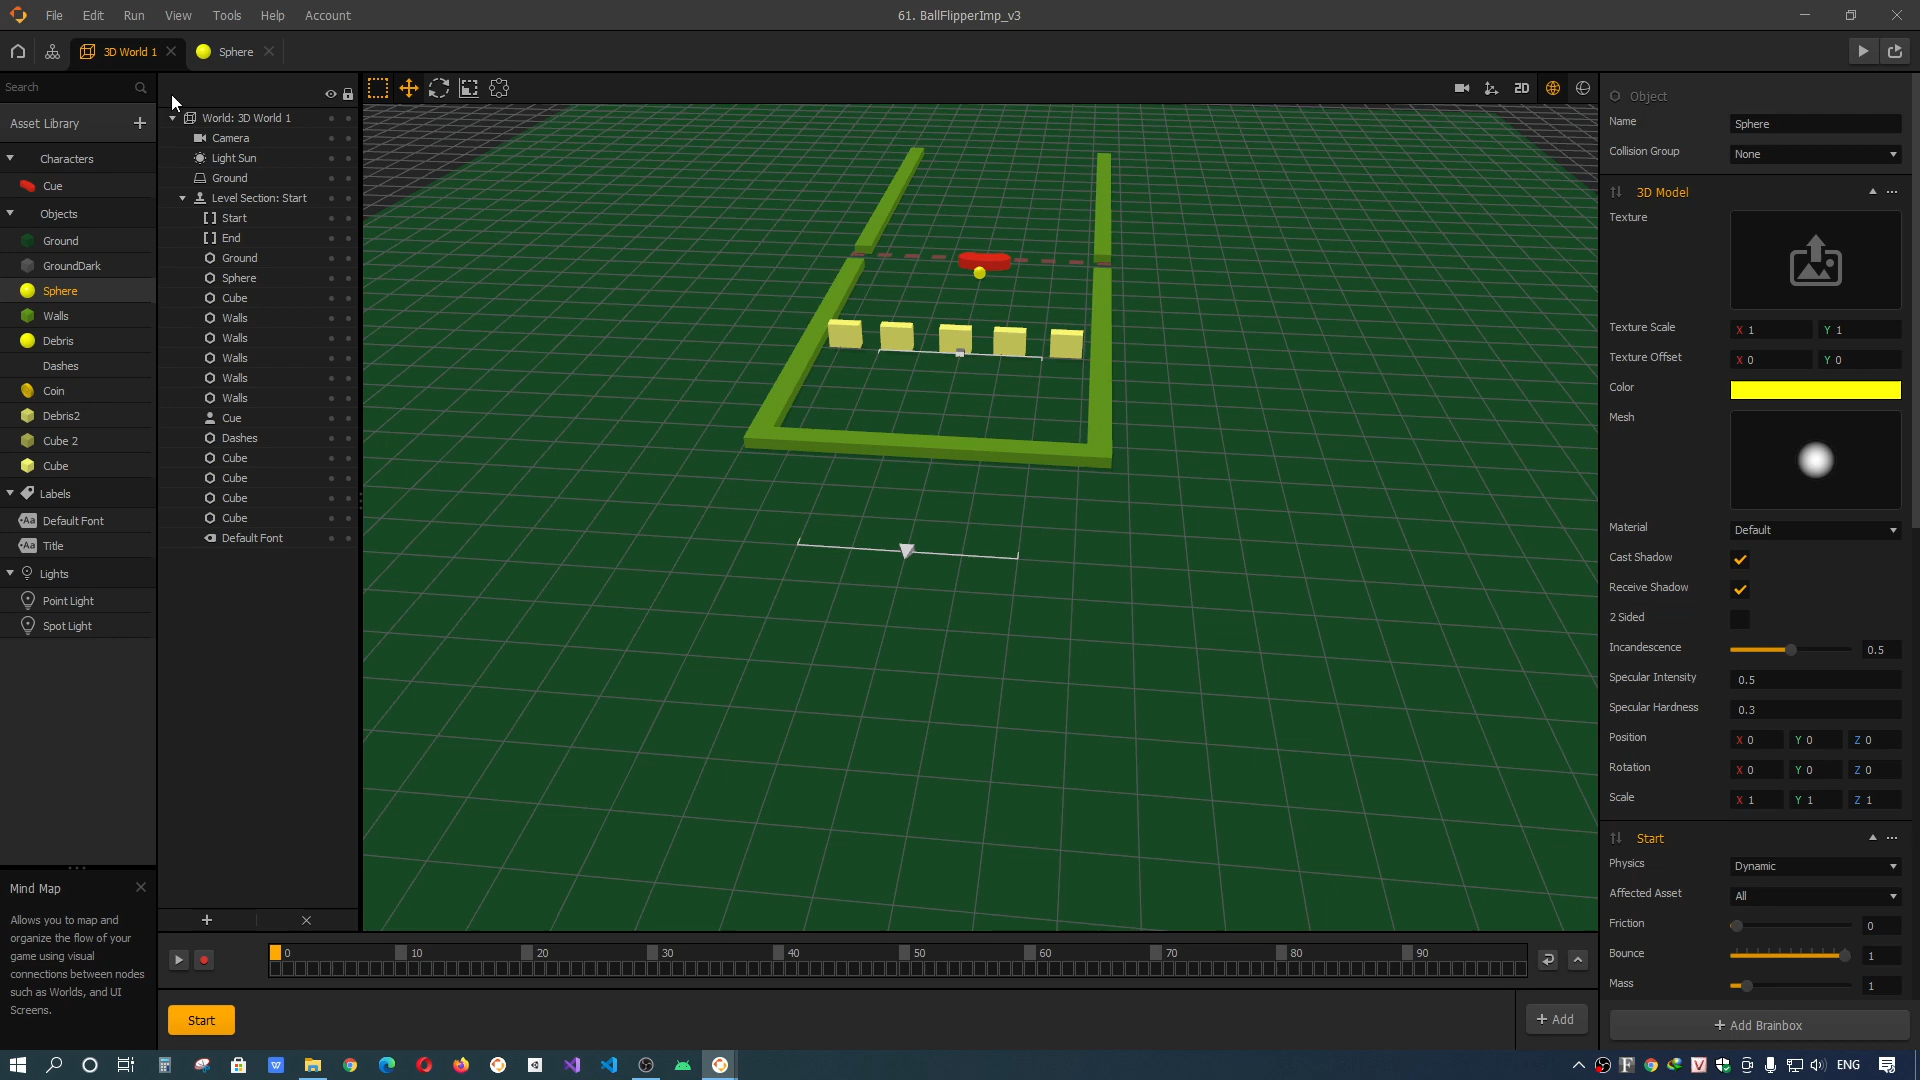 File Edit Run View Tools Help Account
61. BallFlipperImp_v3
3D World 1
Sphere
Search
Asset Library
Characters
Cue
Objects
Ground
GroundDark
Sphere
Walls
Debris
Dashes
Coin
Debris2
Cube 2
Cube
Labels
Aa Default Font
Aa Title
Lights
Point Light
Spot Light
Mind Map
Allows you to map and
organize the flow of your
game using visual
connections between nodes
such as Worlds, and UI
Screens.
World: 3D World 1
Camera
Light Sun
Ground
Level Section: Start
Start
End
Ground
Sphere
Cube
Walls
Walls
Walls
Walls
Walls
Cue
Dashes
Cube
Cube
Cube
Cube
Default Font
2D
0 10 20 30 40 50 60 70 80 90
Start
+ Add
Object
Name Sphere
Collision Group None
3D Model
Texture
Texture Scale X 1 Y 1
Texture Offset X 0 Y 0
Color
Mesh
Material Default
Cast Shadow
Receive Shadow
2 Sided
Incandescence 0.5
Specular Intensity 0.5
Specular Hardness 0.3
Position X 0 Y 0 Z 0
Rotation X 0 Y 0 Z 0
Scale X 1 Y 1 Z 1
Start
Physics Dynamic
Affected Asset All
Friction 0
Bounce 1
Mass 1
+ Add Brainbox
ENG